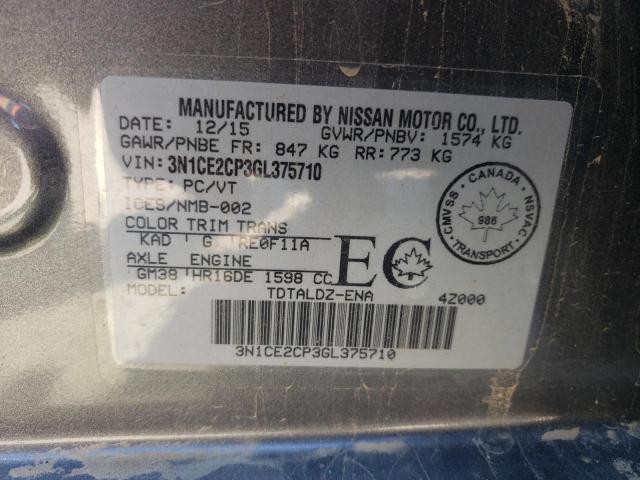 MANUFACTURED BY NISSAN MOTOR CO., LTD.
DATE: 12/15 GVWR/PNBV: 1574 KG
GAWR/PNBE FR: 847 KG RR: 773 KG
VIN: 3N1CE2CP3GL375710
TYPE: PC/VT
ICES/NMB-002
COLOR TRIM TRANS
KAD G RE0F11A
AXLE ENGINE
GM38 HR16DE 1598 CC
MODEL: TDTALDZ-ENA 4Z000
EC
CANADA
CMVSS NSVAC
986
TRANSPORT
3N1CE2CP3GL375710